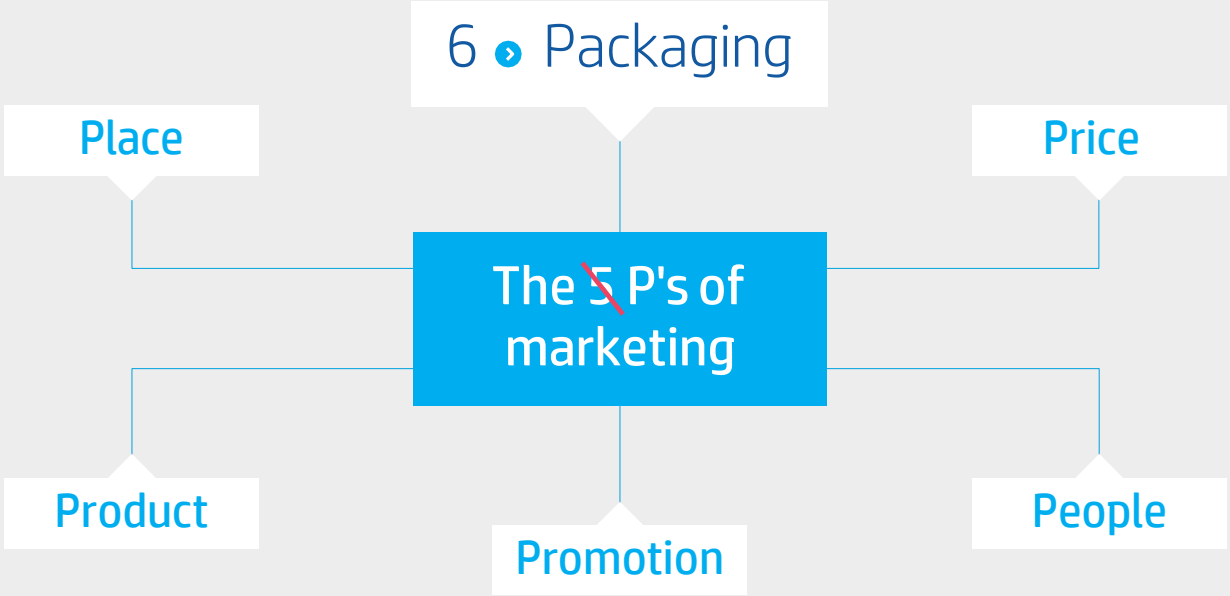 6 Packaging
Place
Price
The 5 P's of
marketing
Product
People
Promotion